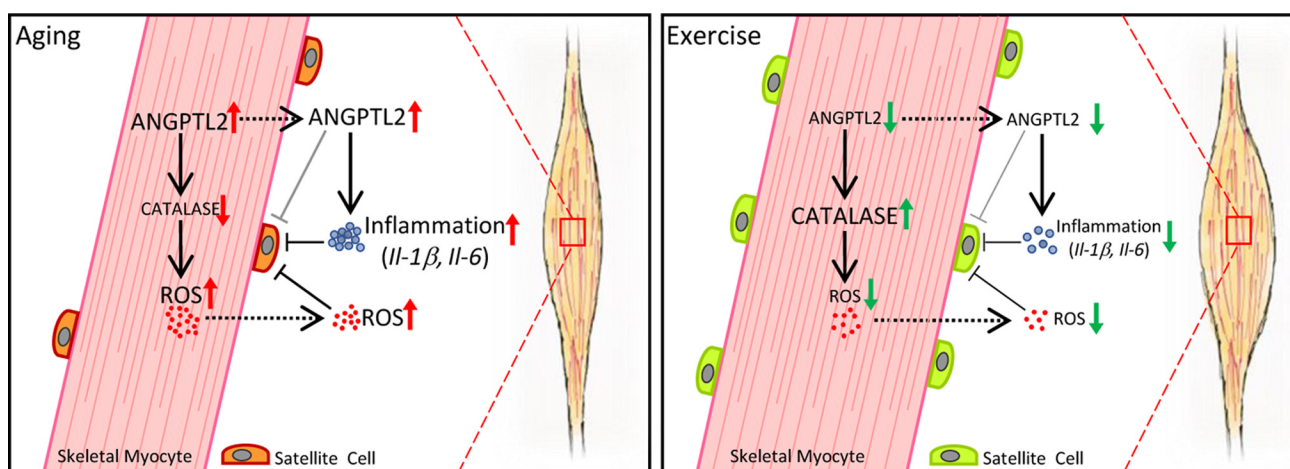 Aging
ANGPTL2
ANGPTL2
CATALASE
Inflammation
(Il-1β, Il-6)
ROS
ROS
Skeletal Myocyte
Satellite Cell
Exercise
ANGPTL2
ANGPTL2
CATALASE
Inflammation
(Il-1β, Il-6)
ROS
ROS
Skeletal Myocyte
Satellite Cell